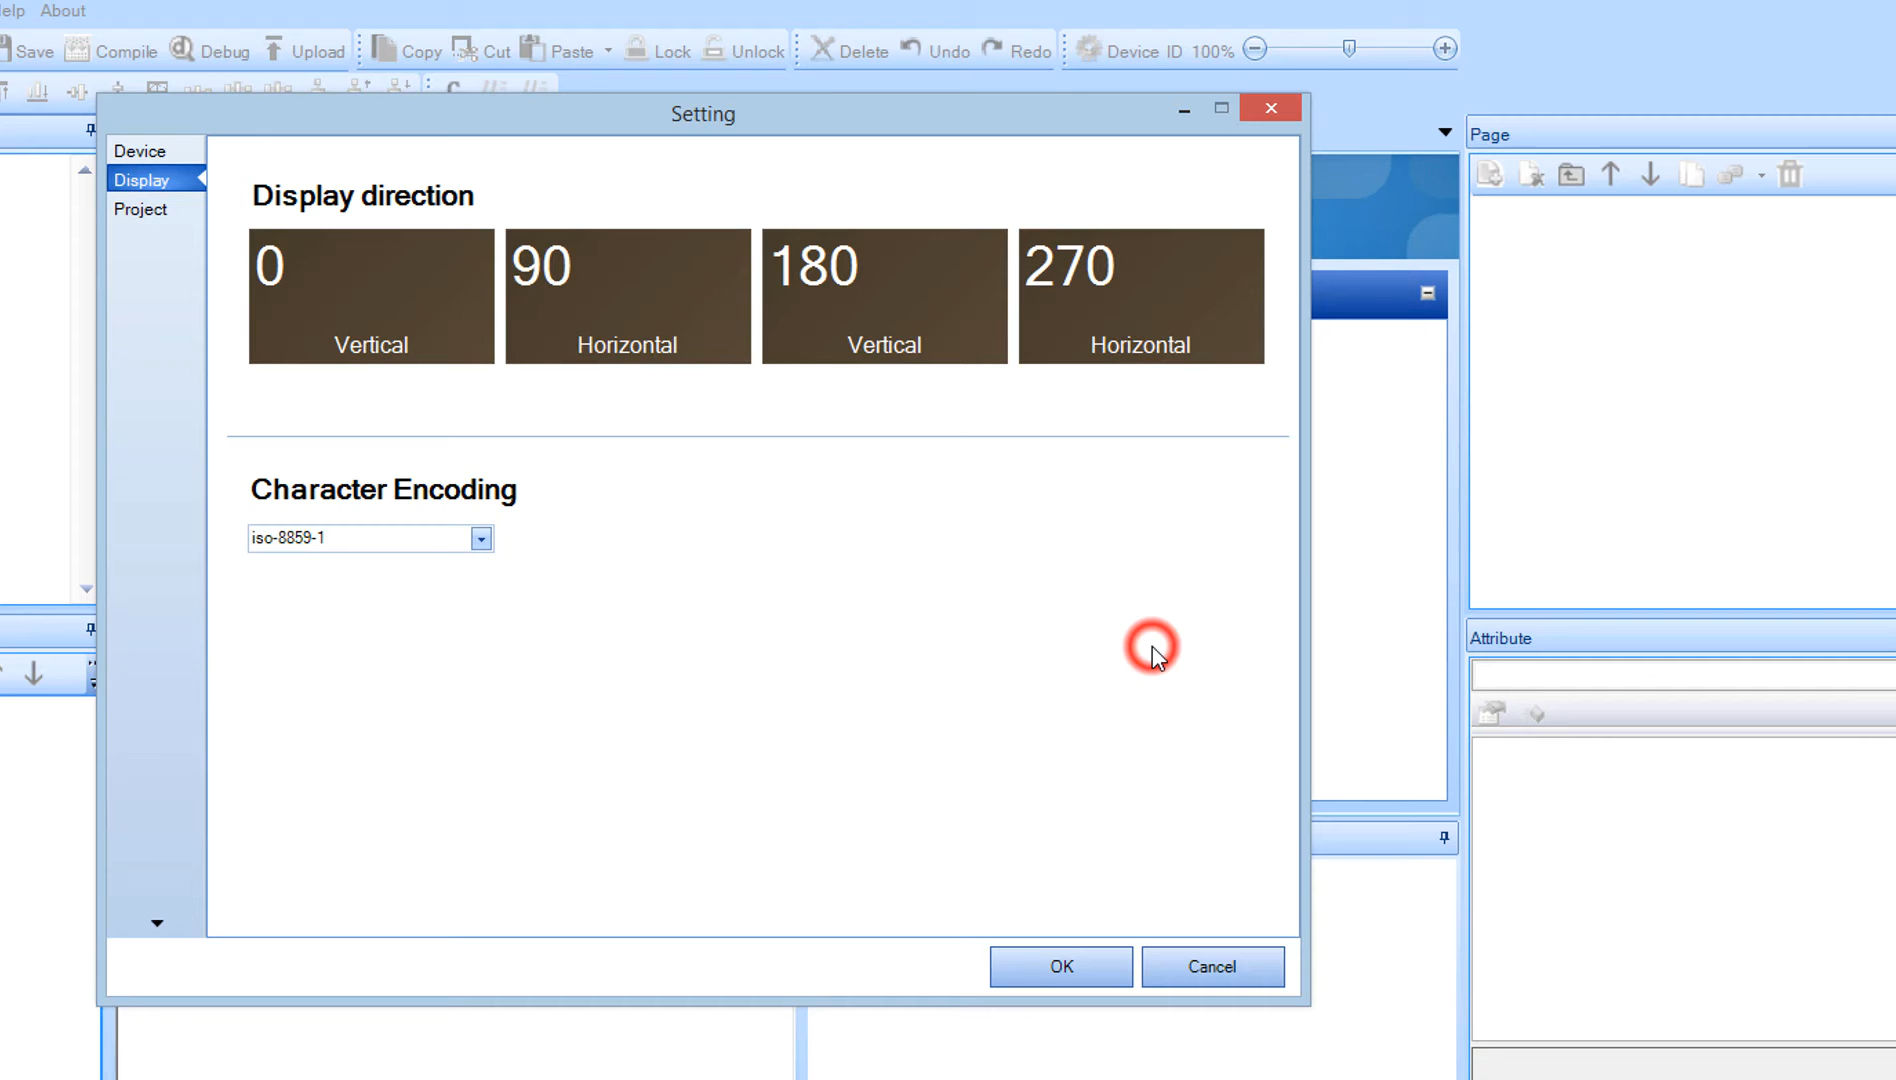 elp About
Save Compile Debug Upload Copy Cut Paste Lock Unlock Delete Undo Redo Device ID 100%
Setting
Page
Device
Display
Project
Display direction
0 90 180 270
Vertical Horizontal Vertical Horizontal
Character Encoding
iso-8859-1
Attribute
OK Cancel